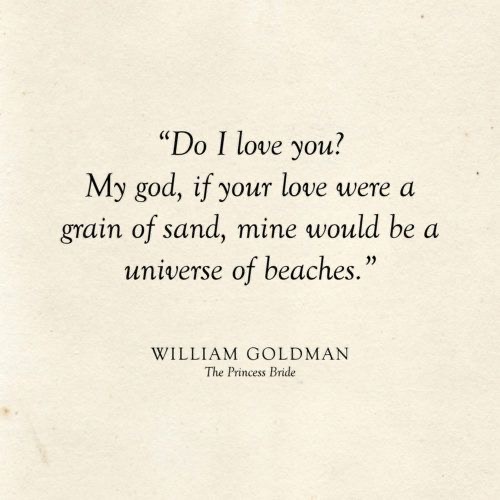 “Do I love you?
My god, if your love were a
grain of sand, mine would be a
universe of beaches.”
WILLIAM GOLDMAN
The Princess Bride